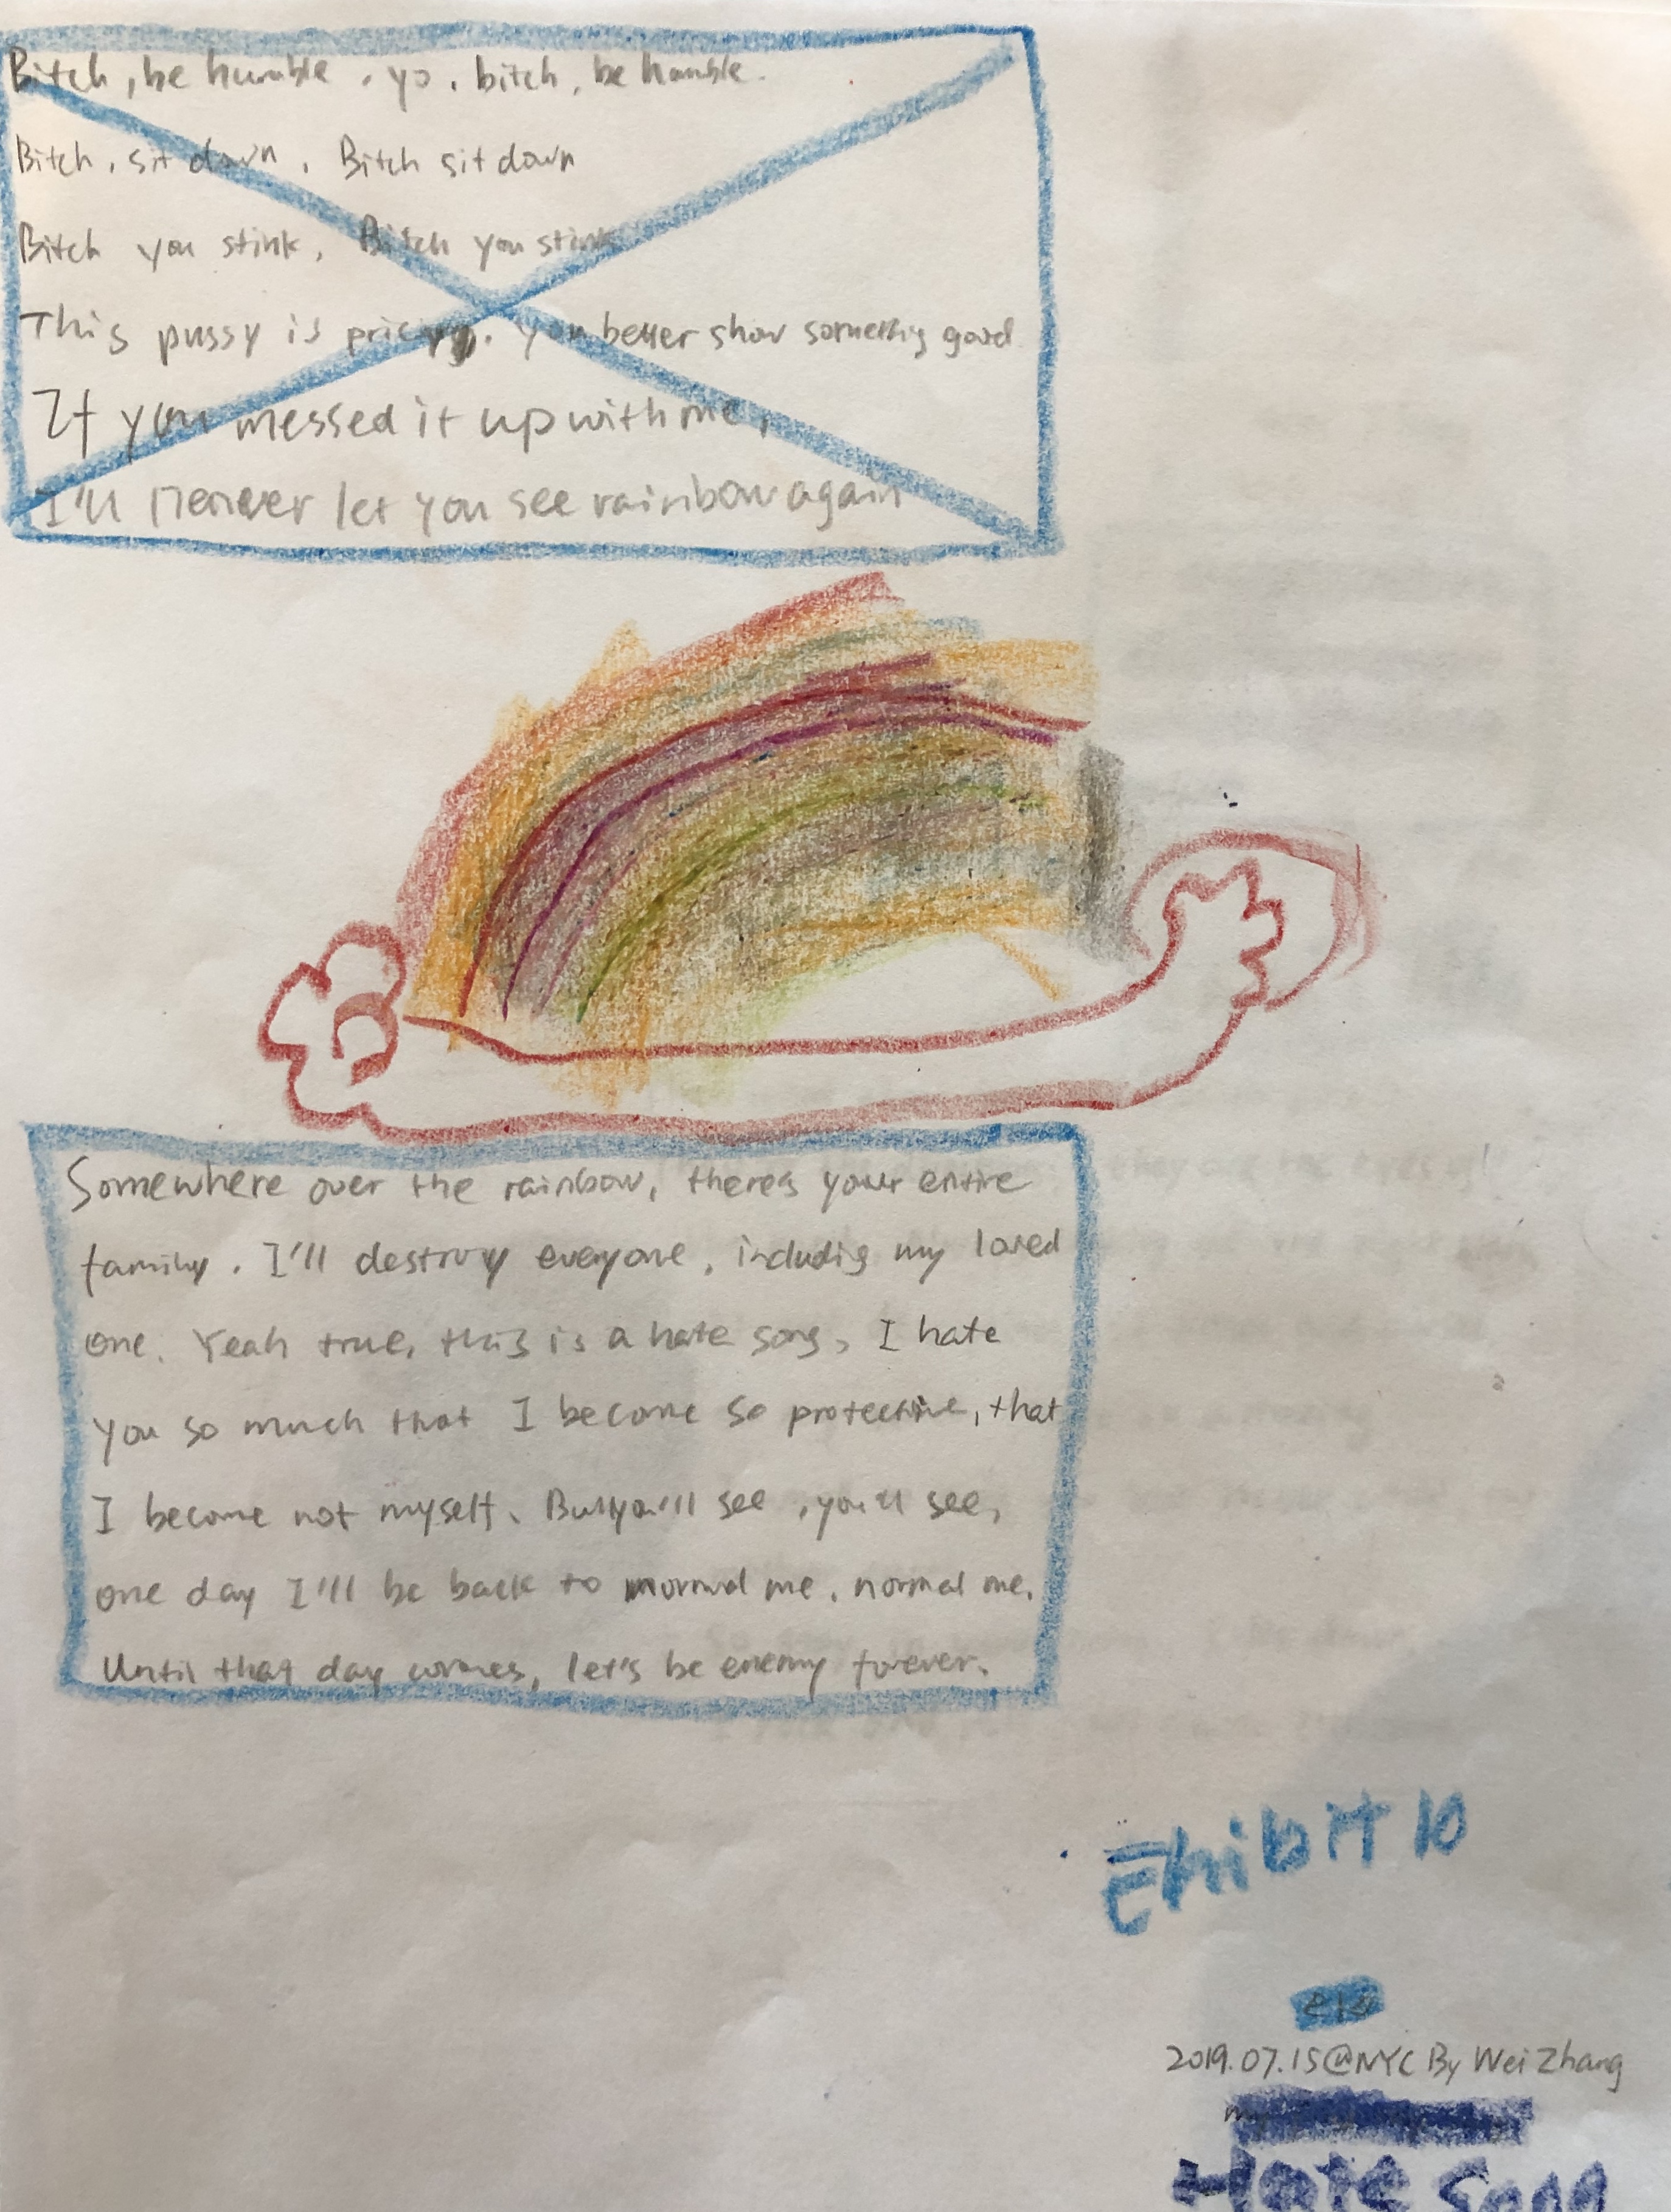 Bitch, be humble. yo. bitch, be humble.
Bitch. sit down. Bitch sit down
Bitch you stink, Bitch you stink
This pussy is pricy. you better show something good
If you messed it up with me,
I'll never let you see rainbow again
Somewhere over the rainbow, theres your entire
family. I'll destroy everyone, includig my loved
one. Yeah true, this is a hate song, I hate
you so much that I become so protective, that
I become not myself. But you'll see, you'll see,
one day I'll be back to normal me. normal me.
Until that day comes, let's be enemy forever.
Exhibit 10
2019.07.15@NYC By Wei Zhang
Hate Song